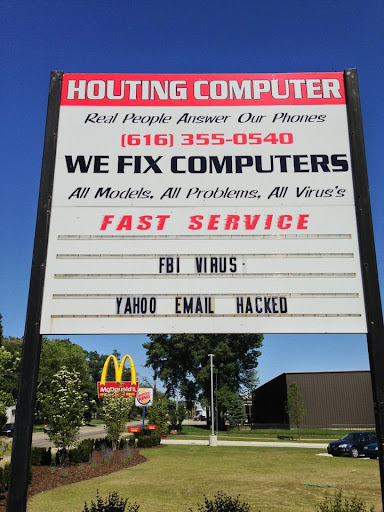 HOUTING COMPUTER
Real People Answer Our Phones
(616) 355-0540
WE FIX COMPUTERS
All Models, All Problems, All Virus's
FAST SERVICE
FBI VIRUS
YAHOO EMAIL HACKED
McDonald's